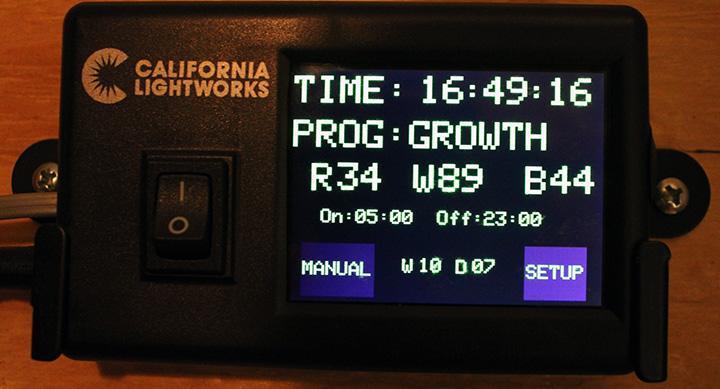 CALIFORNIA
LIGHTWORKS
TIME: 16:49:16
PROG:GROWTH
R34 W89 B44
On:05:00 Off:23:00
MANUAL W10 D07 SETUP
I
O